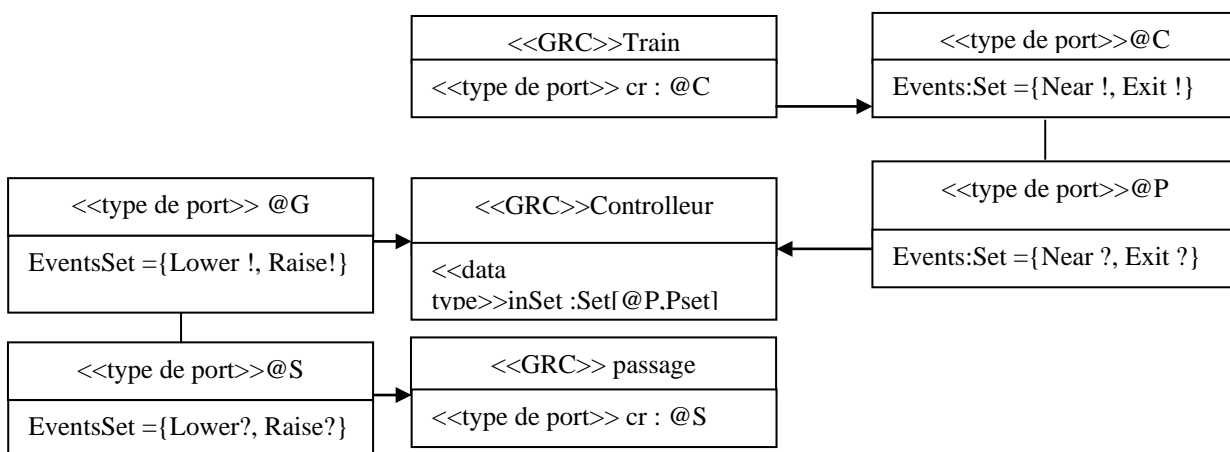 <<GRC>>Train
<<type de port>> cr : @C
<<type de port>>@C
Events:Set ={Near !, Exit !}
<<type de port>> @G
EventsSet ={Lower !, Raise!}
<<GRC>>Controlleur
<<data
type>>inSet :Set[@P,Pset]
<<type de port>>@P
Events:Set ={Near ?, Exit ?}
<<type de port>>@S
EventsSet ={Lower?, Raise?}
<<GRC>> passage
<<type de port>> cr : @S